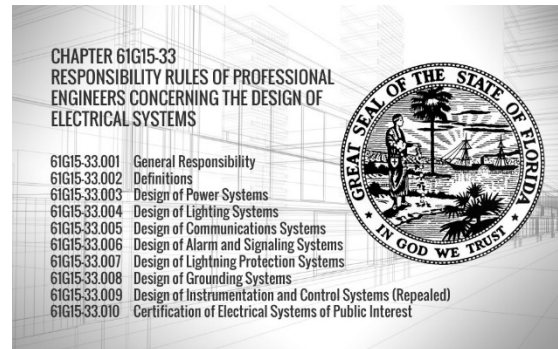 CHAPTER 61G15-33
RESPONSIBILITY RULES OF PROFESSIONAL
ENGINEERS CONCERNING THE DESIGN OF
ELECTRICAL SYSTEMS
61G15-33.001 General Responsibility
61G15-33.002 Definitions
61G15-33.003 Design of Power Systems
61G15-33.004 Design of Lighting Systems
61G15-33.005 Design of Communications Systems
61G15-33.006 Design of Alarm and Signaling Systems
61G15-33.007 Design of Lightning Protection Systems
61G15-33.008 Design of Grounding Systems
61G15-33.009 Design of Instrumentation and Control Systems (Repealed)
61G15-33.010 Certification of Electrical Systems of Public Interest
GREAT SEAL OF THE STATE OF FLORIDA
IN GOD WE TRUST